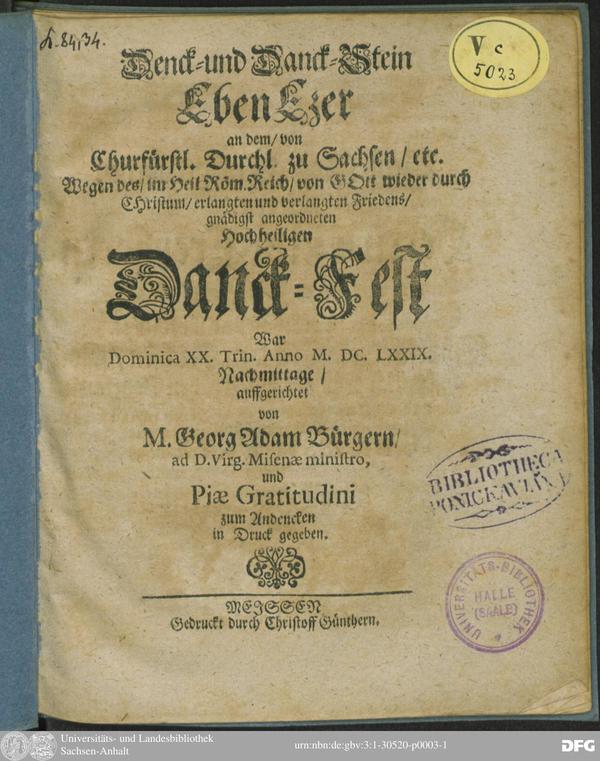 h. 84, 34.
V c
5023
Denck-und Danck-Stein
EbenEzer
an dem/ von
Churfürstl. Durchl. zu Sachsen/ etc.
Wegen des/ im Heil Röm. Reich/ von GOtt wieder durch
CHristum/ erlangten und verlangten Friedens/
gnädigst angeordneten
Hochheiligen
Danck-Fest
War
Dominica XX. Trin. Anno M. DC. LXXIX.
Nachmittage/
auffgerichtet
von
M. Georg Adam Bürgern/
ad D. Virg. Misenæ ministro,
und
Piæ Gratitudini
zum Andencken
in Druck gegeben.
MEISSEN
Gedruckt durch Christoff Günthern.
BIBLIOTHECA
PONICKAVIANA
UNIVERSITÄTS-BIBLIOTHEK
HALLE
(SAALE)
Universitäts- und Landesbibliothek
Sachsen-Anhalt
urn:nbn:de:gbv:3:1-30520-p0003-1
DFG